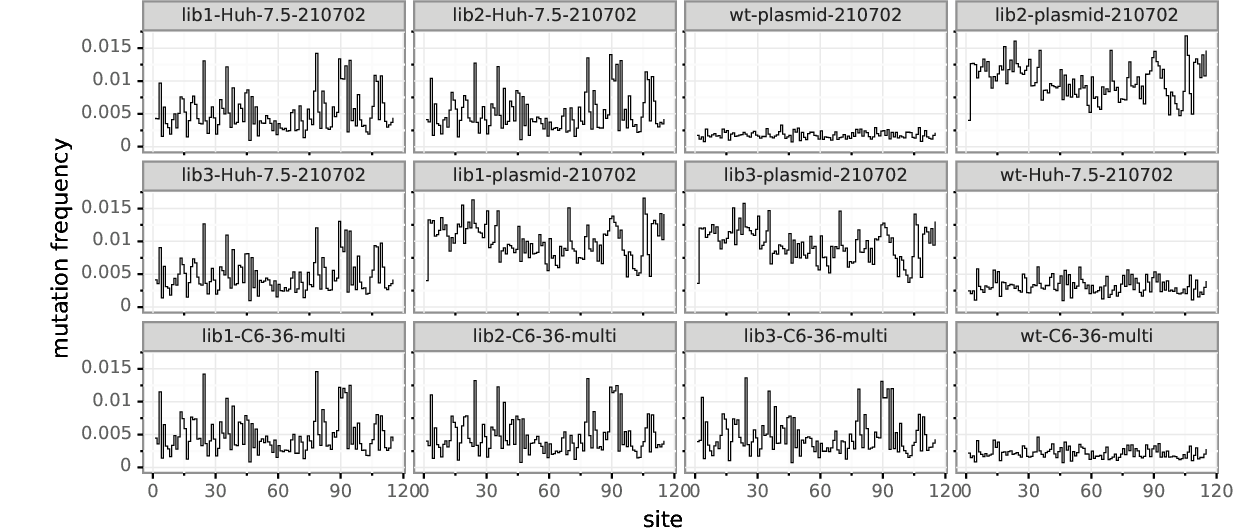 lib1-Huh-7.5-210702 lib2-Huh-7.5-210702 wt-plasmid-210702 lib2-plasmid-210702
0.015
0.01
0.005
0
lib3-Huh-7.5-210702 lib1-plasmid-210702 lib3-plasmid-210702 wt-Huh-7.5-210702
0.015
0.01
0.005
0
lib1-C6-36-multi lib2-C6-36-multi lib3-C6-36-multi wt-C6-36-multi
0.015
0.01
0.005
0
0 30 60 90 120 0 30 60 90 120 0 30 60 90 120 0 30 60 90 120
site
mutation frequency